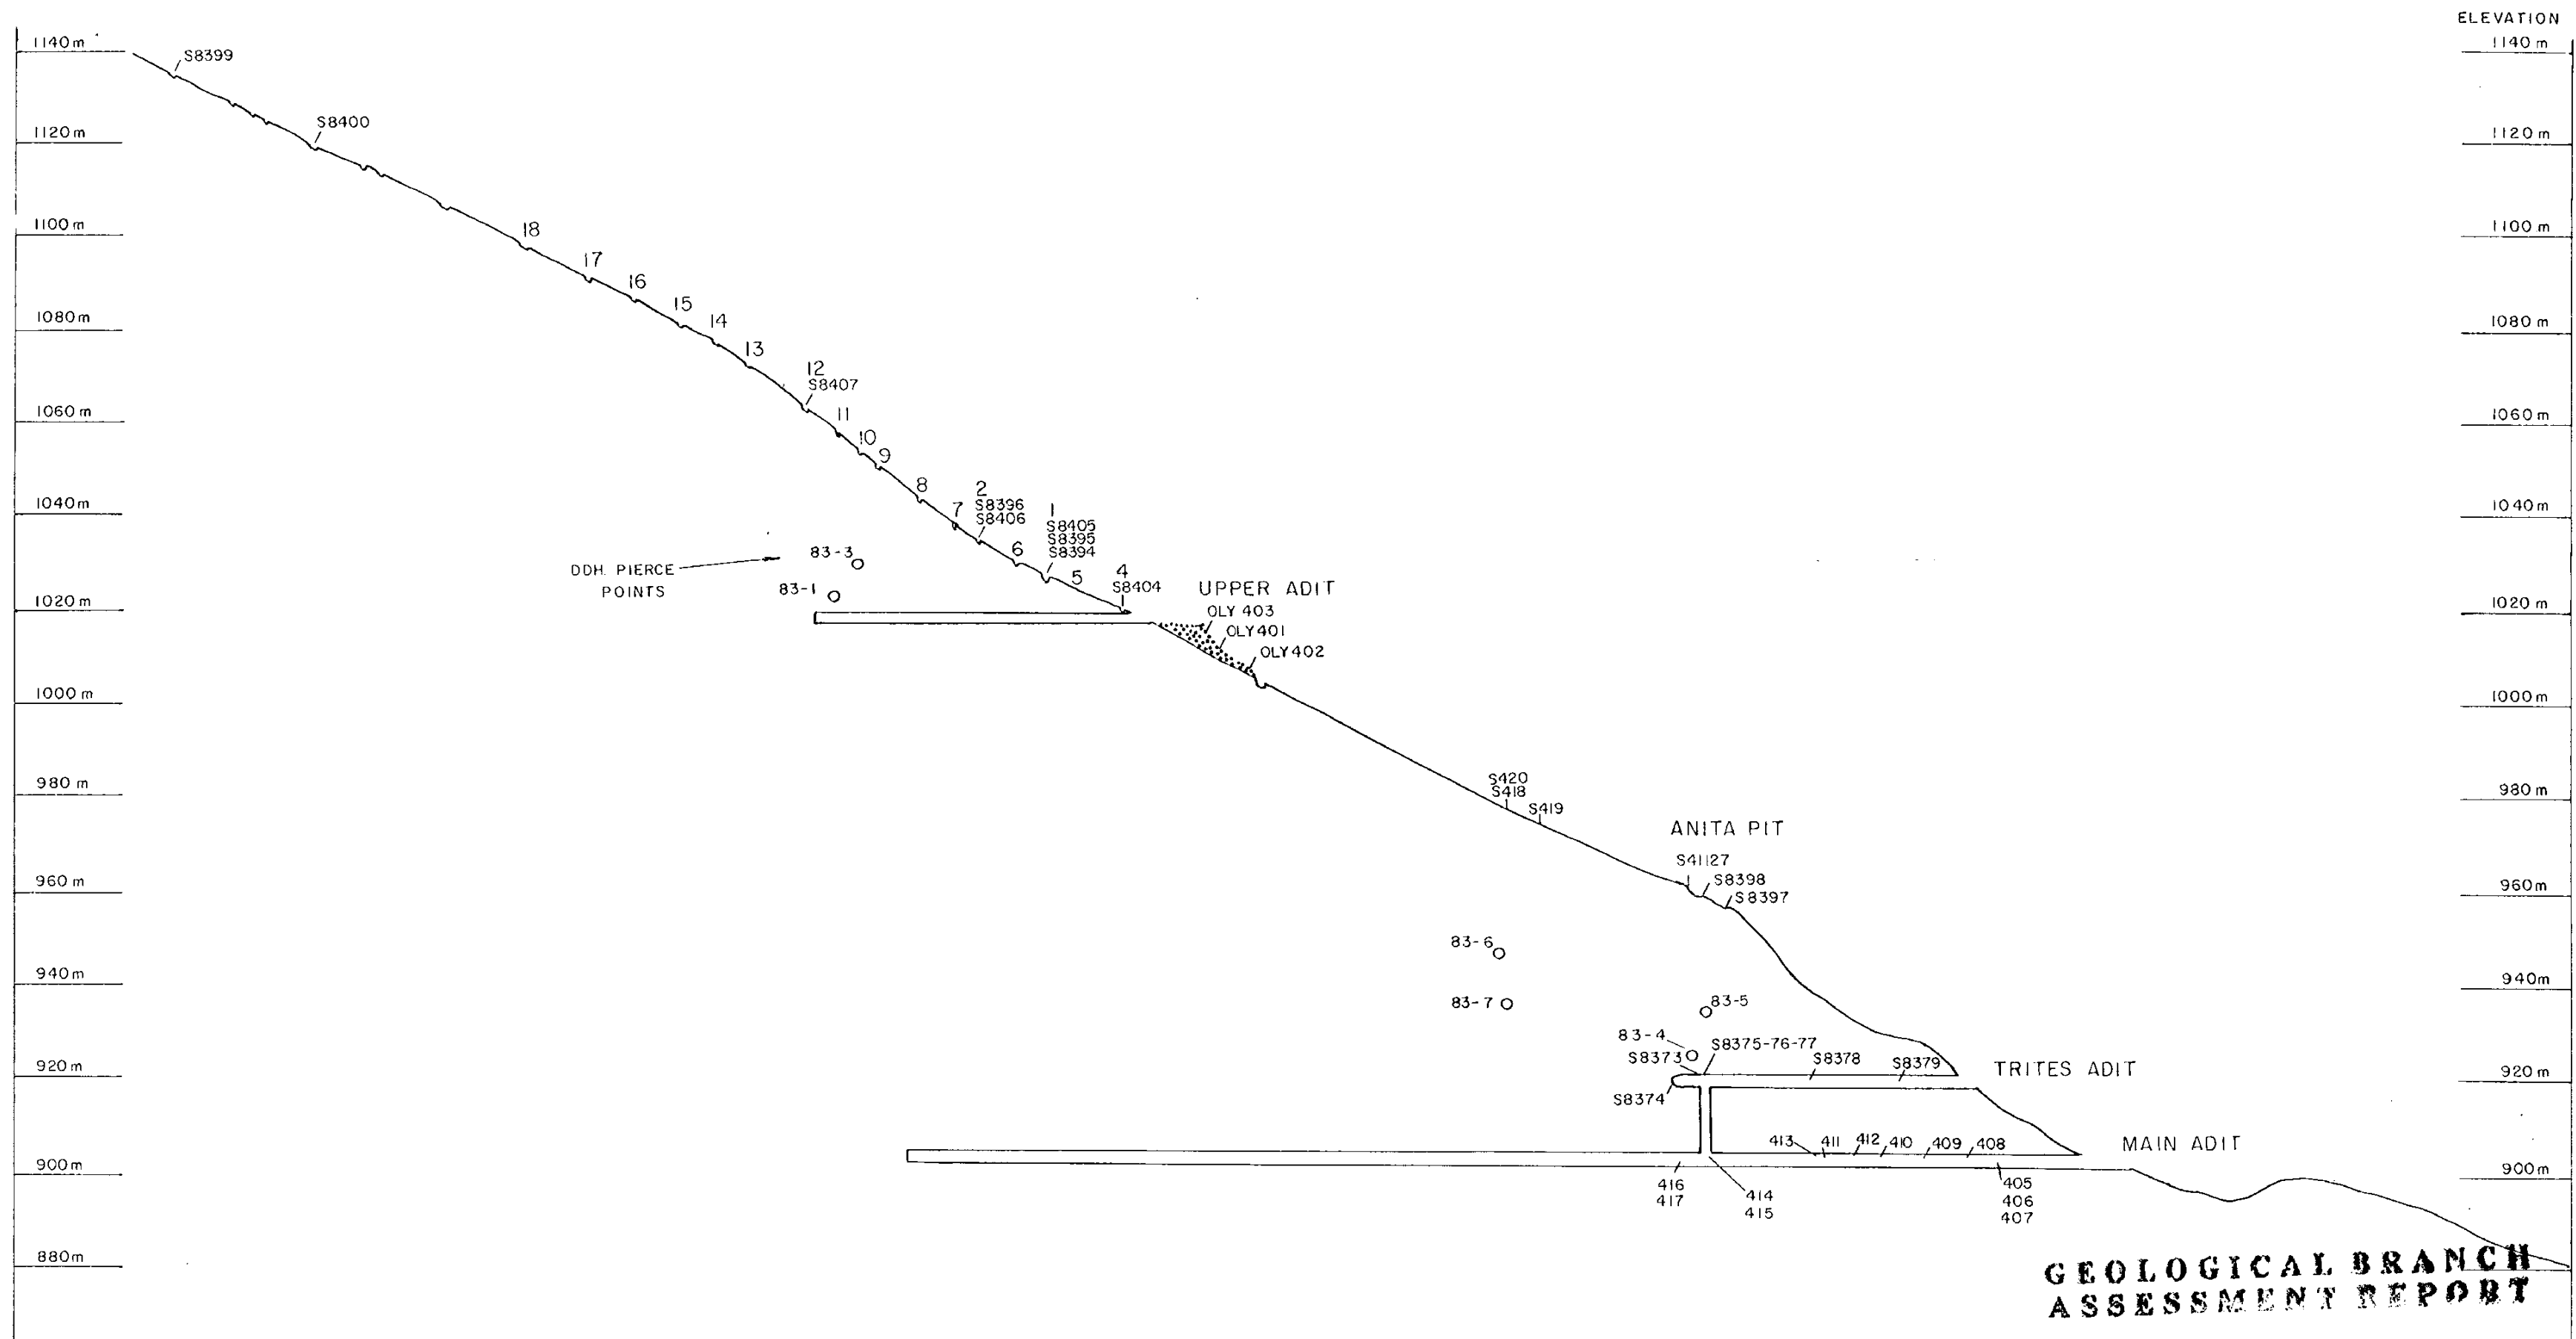 ELEVATION
1140 m
1140 m
S8399
S8400
1120 m
1120 m
1100 m
1100 m
18
17
16
15
14
1080 m
1080 m
13
12
S8407
1060 m
1060 m
11
10
9
8
7
2
S8396
S8406
1
S8405
S8395
S8394
1040 m
1040 m
6
5
4
S8404
DDH. PIERCE
POINTS
83-3
83-1
UPPER ADIT
OLY 403
OLY 401
OLY 402
1020 m
1020 m
1000 m
1000 m
S420
S418
S419
980 m
980 m
ANITA PIT
S41127
S8398
S8397
960 m
960 m
83-6
940 m
940 m
83-7
83-5
83-4
S8373
S8375-76-77
S8378
S8379
TRITES ADIT
920 m
920 m
S8374
413
411
412
410
409
408
MAIN ADIT
900 m
900 m
416
417
414
415
405
406
407
880 m
GEOLOGICAL BRANCH
ASSESSMENT REPORT